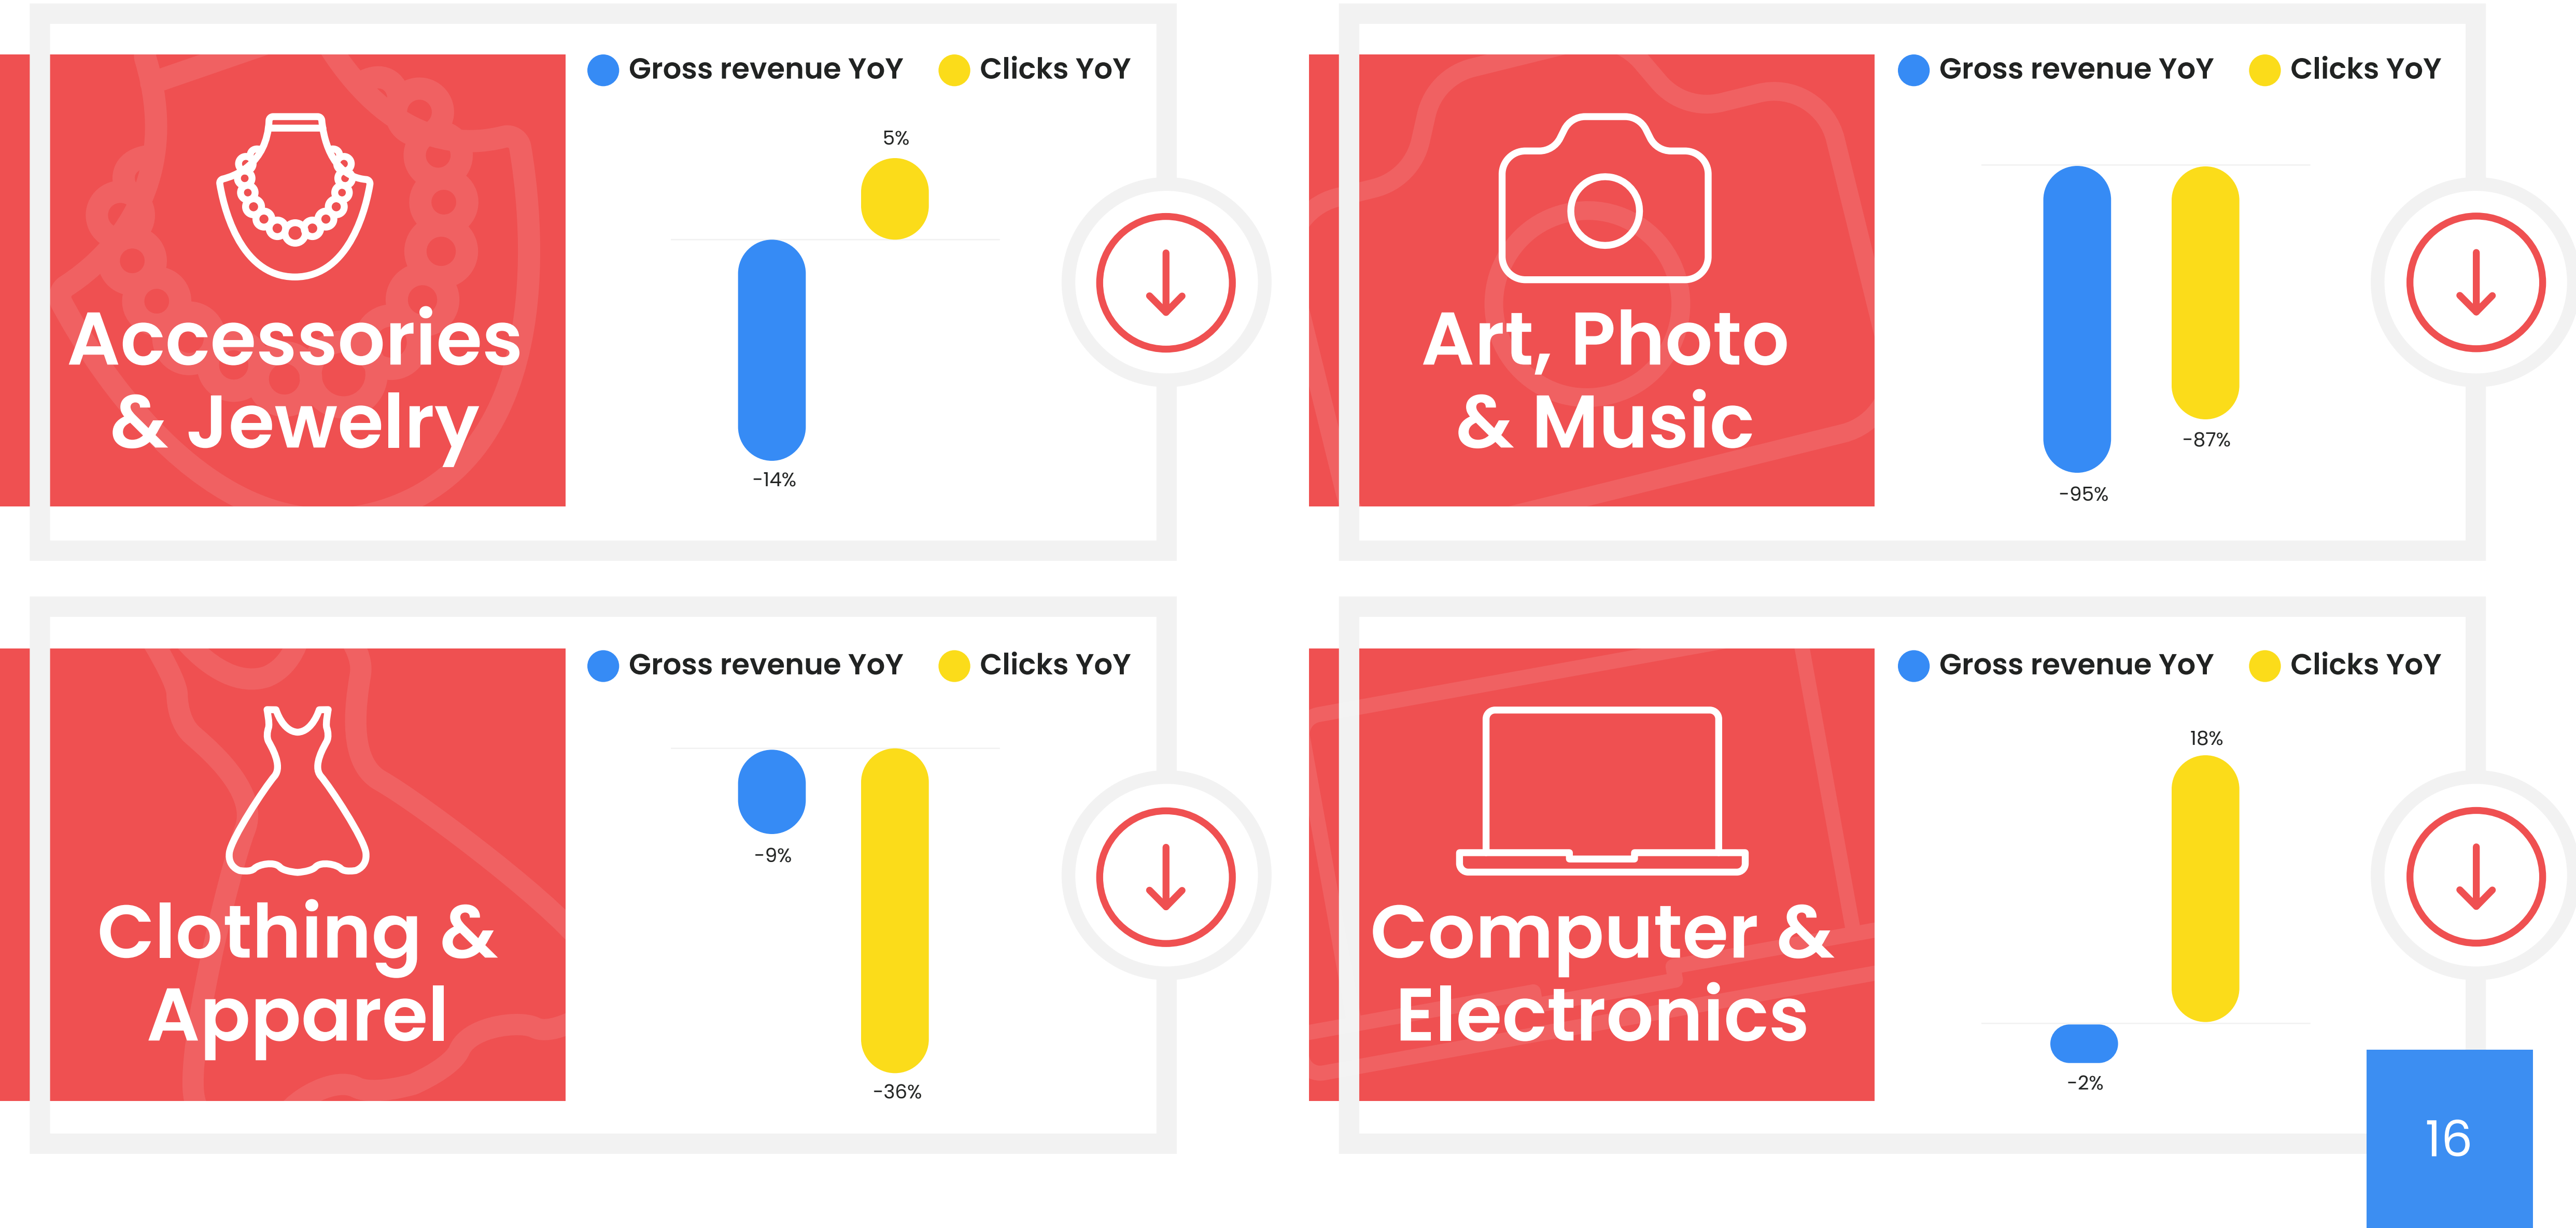 Gross revenue YoY
Clicks YoY
5%
-14%
Accessories
& Jewelry
Gross revenue YoY
Clicks YoY
-95%
-87%
Art, Photo
& Music
Gross revenue YoY
Clicks YoY
-9%
-36%
Clothing &
Apparel
Gross revenue YoY
Clicks YoY
18%
-2%
Computer &
Electronics
16